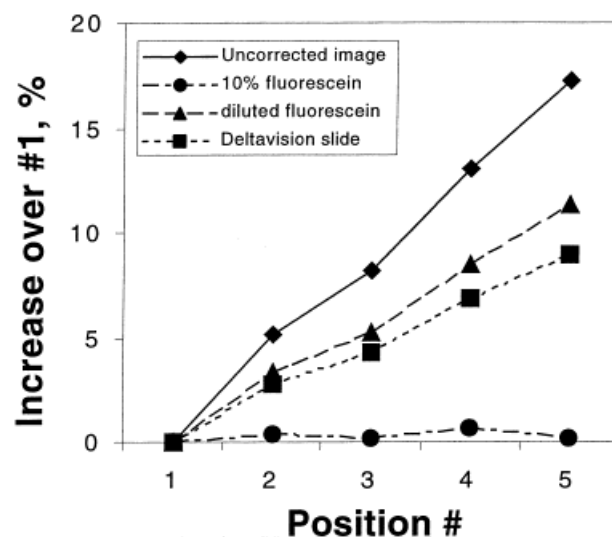 20
Uncorrected image
10% fluorescein
diluted fluorescein
Deltavision slide
15
10
5
0
Increase over #1, %
1 2 3 4 5
Position #